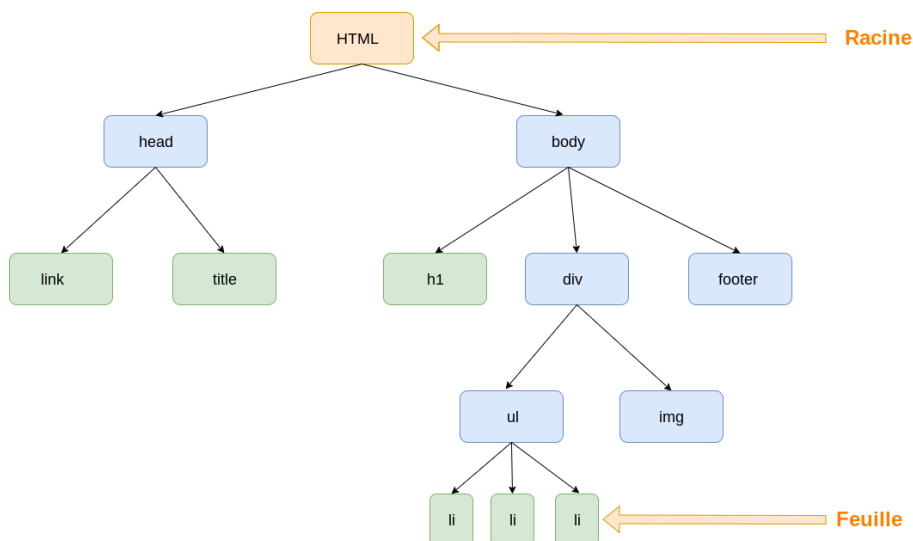 HTML
Racine
head
body
link
title
h1
div
footer
ul
img
li
li
li
Feuille